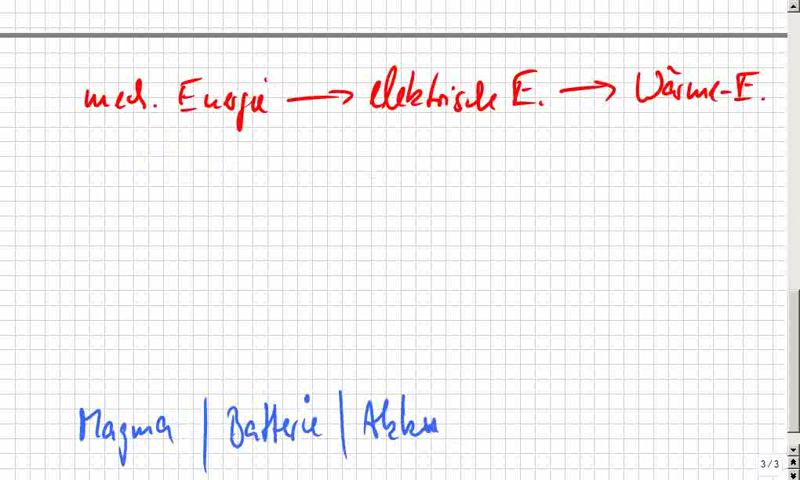 mech. Energie → elektrische E. → Wärme-E.
Magma | Batterie | Akku
3 / 3